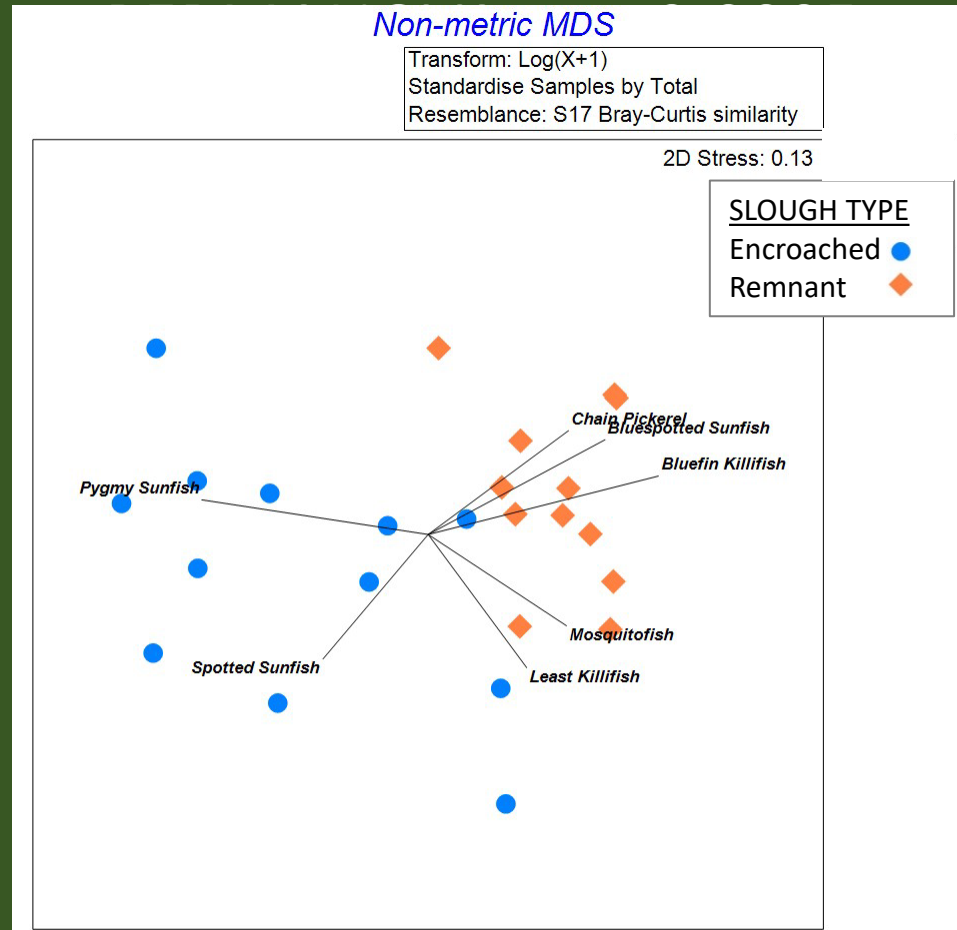 Non-metric MDS
Transform: Log(X+1)
Standardise Samples by Total
Resemblance: S17 Bray-Curtis similarity
2D Stress: 0.13
SLOUGH TYPE
Encroached
Remnant
Chain Pickerel
Bluespotted Sunfish
Bluefin Killifish
Pygmy Sunfish
Mosquitofish
Spotted Sunfish
Least Killifish